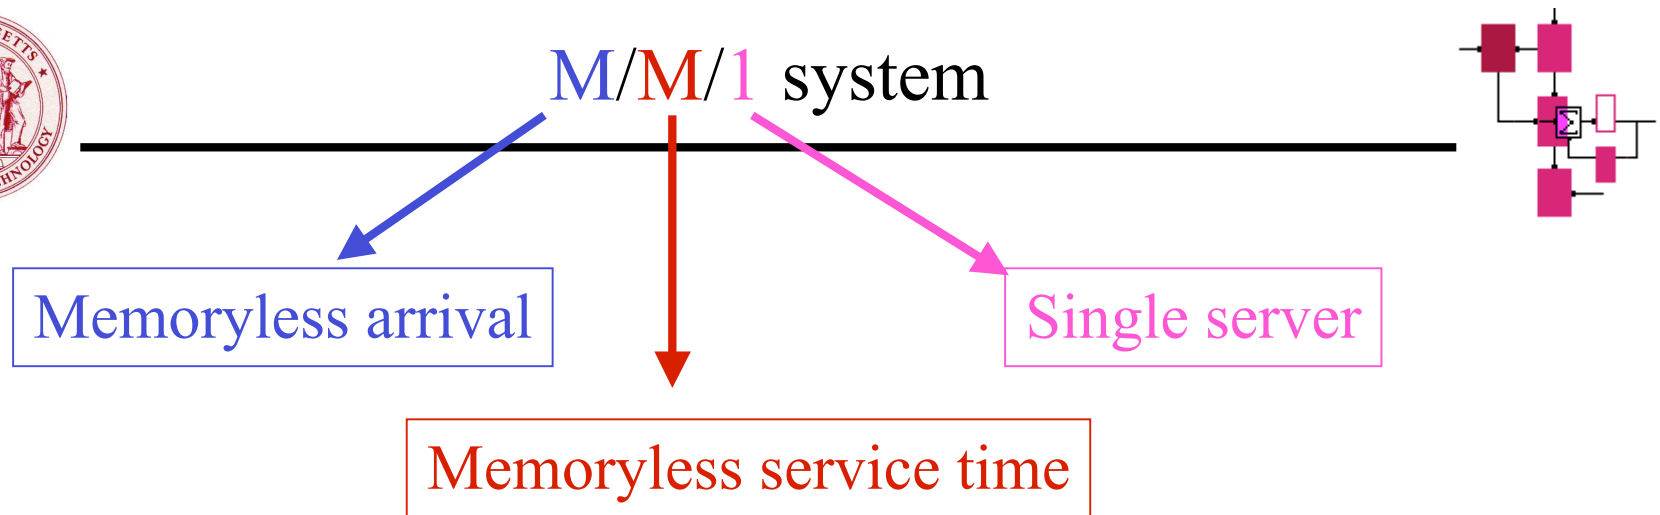 M/M/1 system
Memoryless arrival
Single server
Memoryless service time